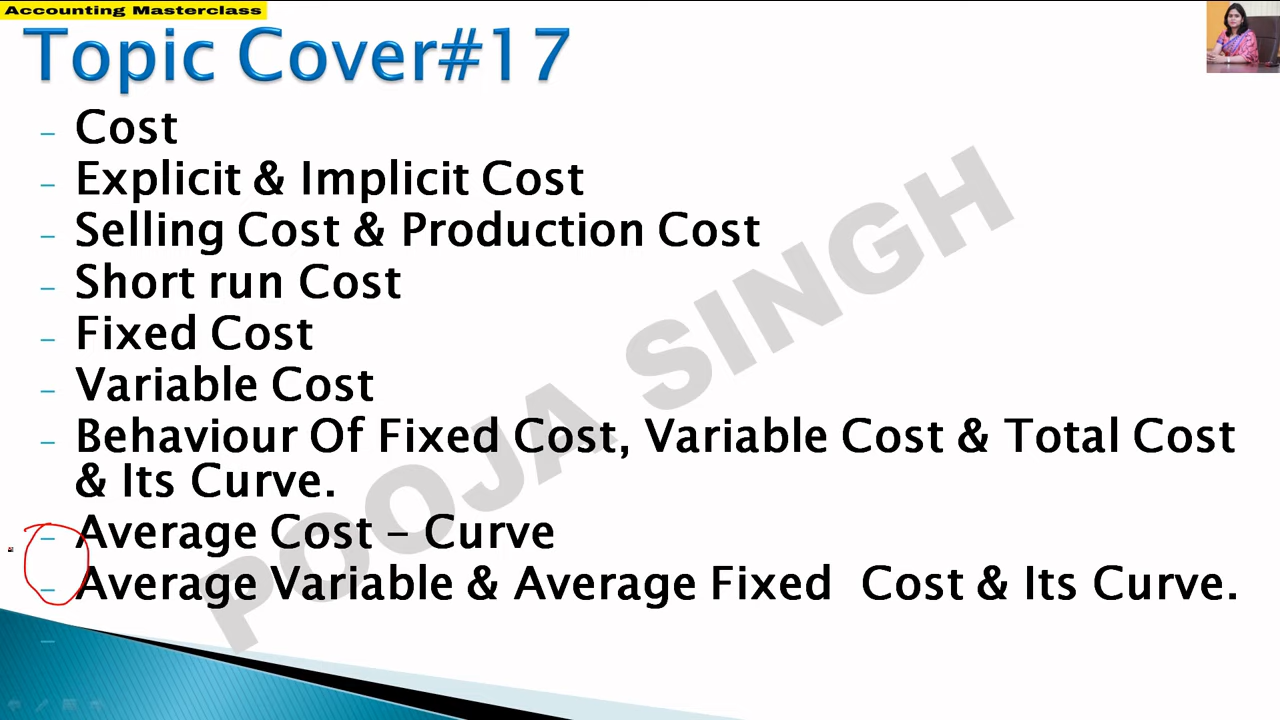 Accounting Masterclass
Topic Cover#17
– Cost
– Explicit & Implicit Cost
– Selling Cost & Production Cost
– Short run Cost
– Fixed Cost
– Variable Cost
– Behaviour Of Fixed Cost, Variable Cost & Total Cost
& Its Curve.
– Average Cost – Curve
– Average Variable & Average Fixed Cost & Its Curve.
–
POOJA SINGH